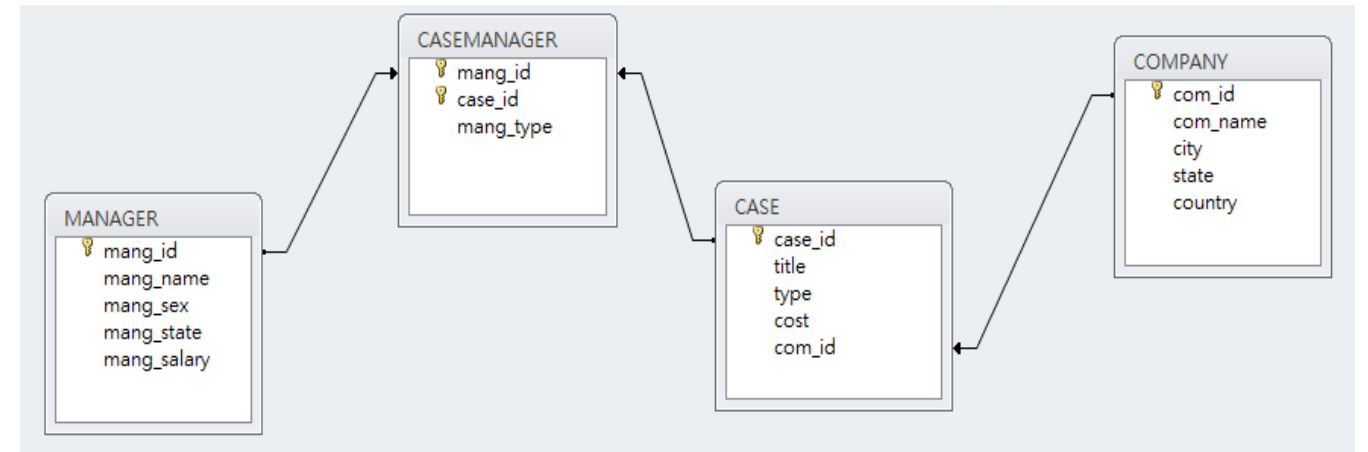 CASEMANAGER
mang_id
case_id
mang_type
COMPANY
com_id
com_name
city
state
country
MANAGER
mang_id
mang_name
mang_sex
mang_state
mang_salary
CASE
case_id
title
type
cost
com_id